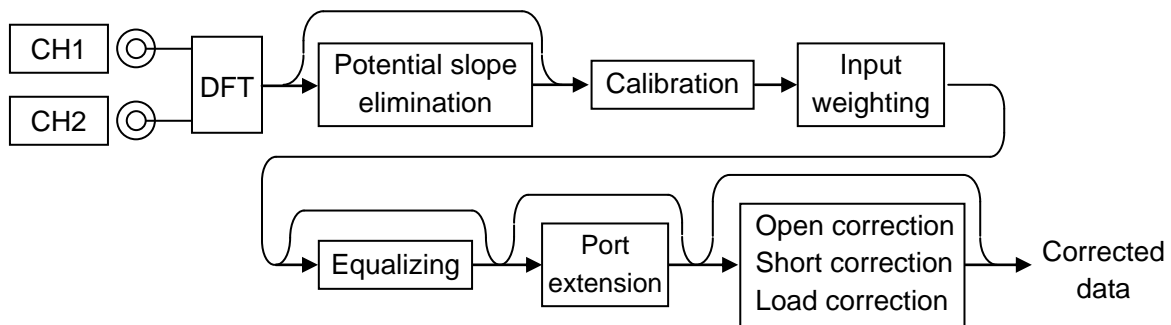 CH1
CH2
DFT
Potential slope
elimination
Calibration
Input
weighting
Equalizing
Port
extension
Open correction
Short correction
Load correction
Corrected
data